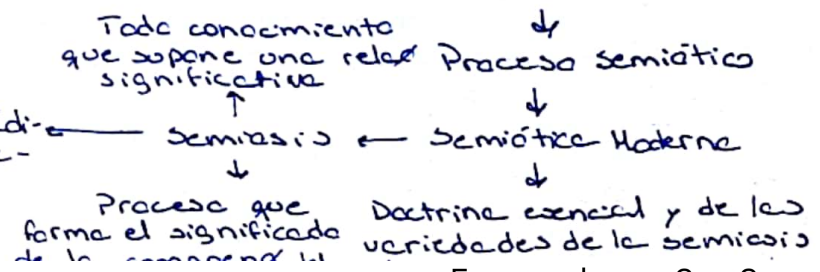 Todo conocimiento
que supone una relac
significativa
Proceso semiótico
di-
semiosis
Semiótica Moderna
Proceso que
forma el significado
Doctrina esencial y de las
variedades de la semiosis